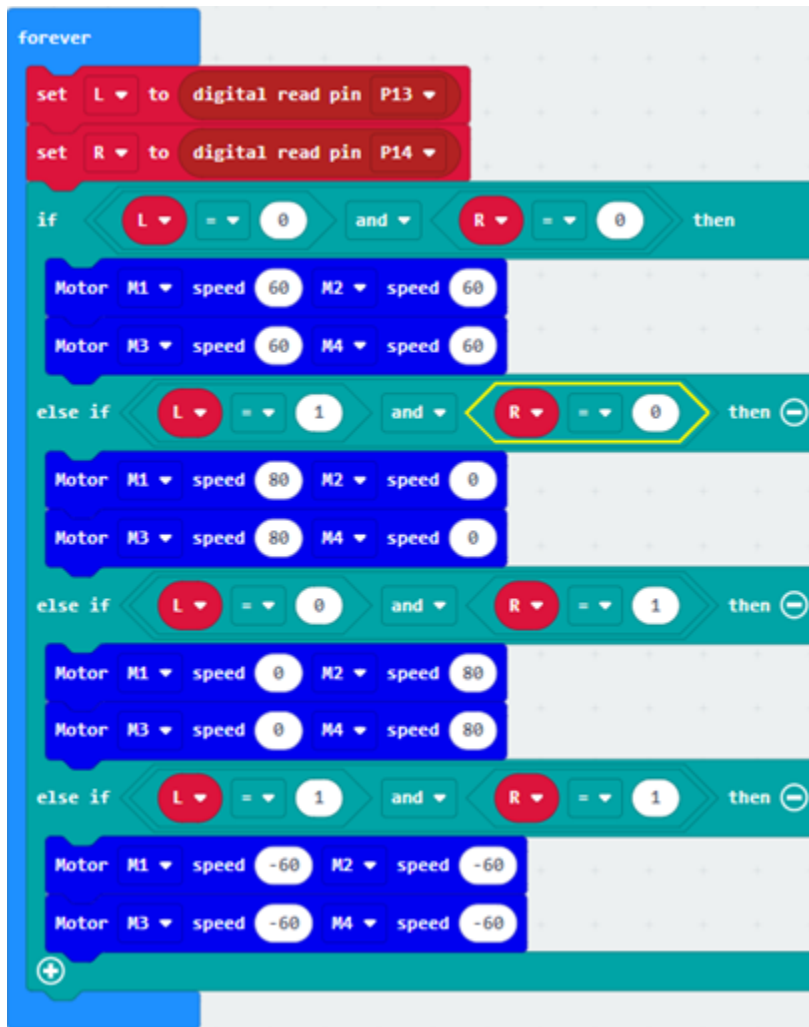 forever
set L to digital read pin P13
set R to digital read pin P14
if L = 0 and R = 0 then
Motor M1 speed 60 M2 speed 60
Motor M3 speed 60 M4 speed 60
else if L = 1 and R = 0 then
Motor M1 speed 80 M2 speed 0
Motor M3 speed 80 M4 speed 0
else if L = 0 and R = 1 then
Motor M1 speed 0 M2 speed 80
Motor M3 speed 0 M4 speed 80
else if L = 1 and R = 1 then
Motor M1 speed -60 M2 speed -60
Motor M3 speed -60 M4 speed -60